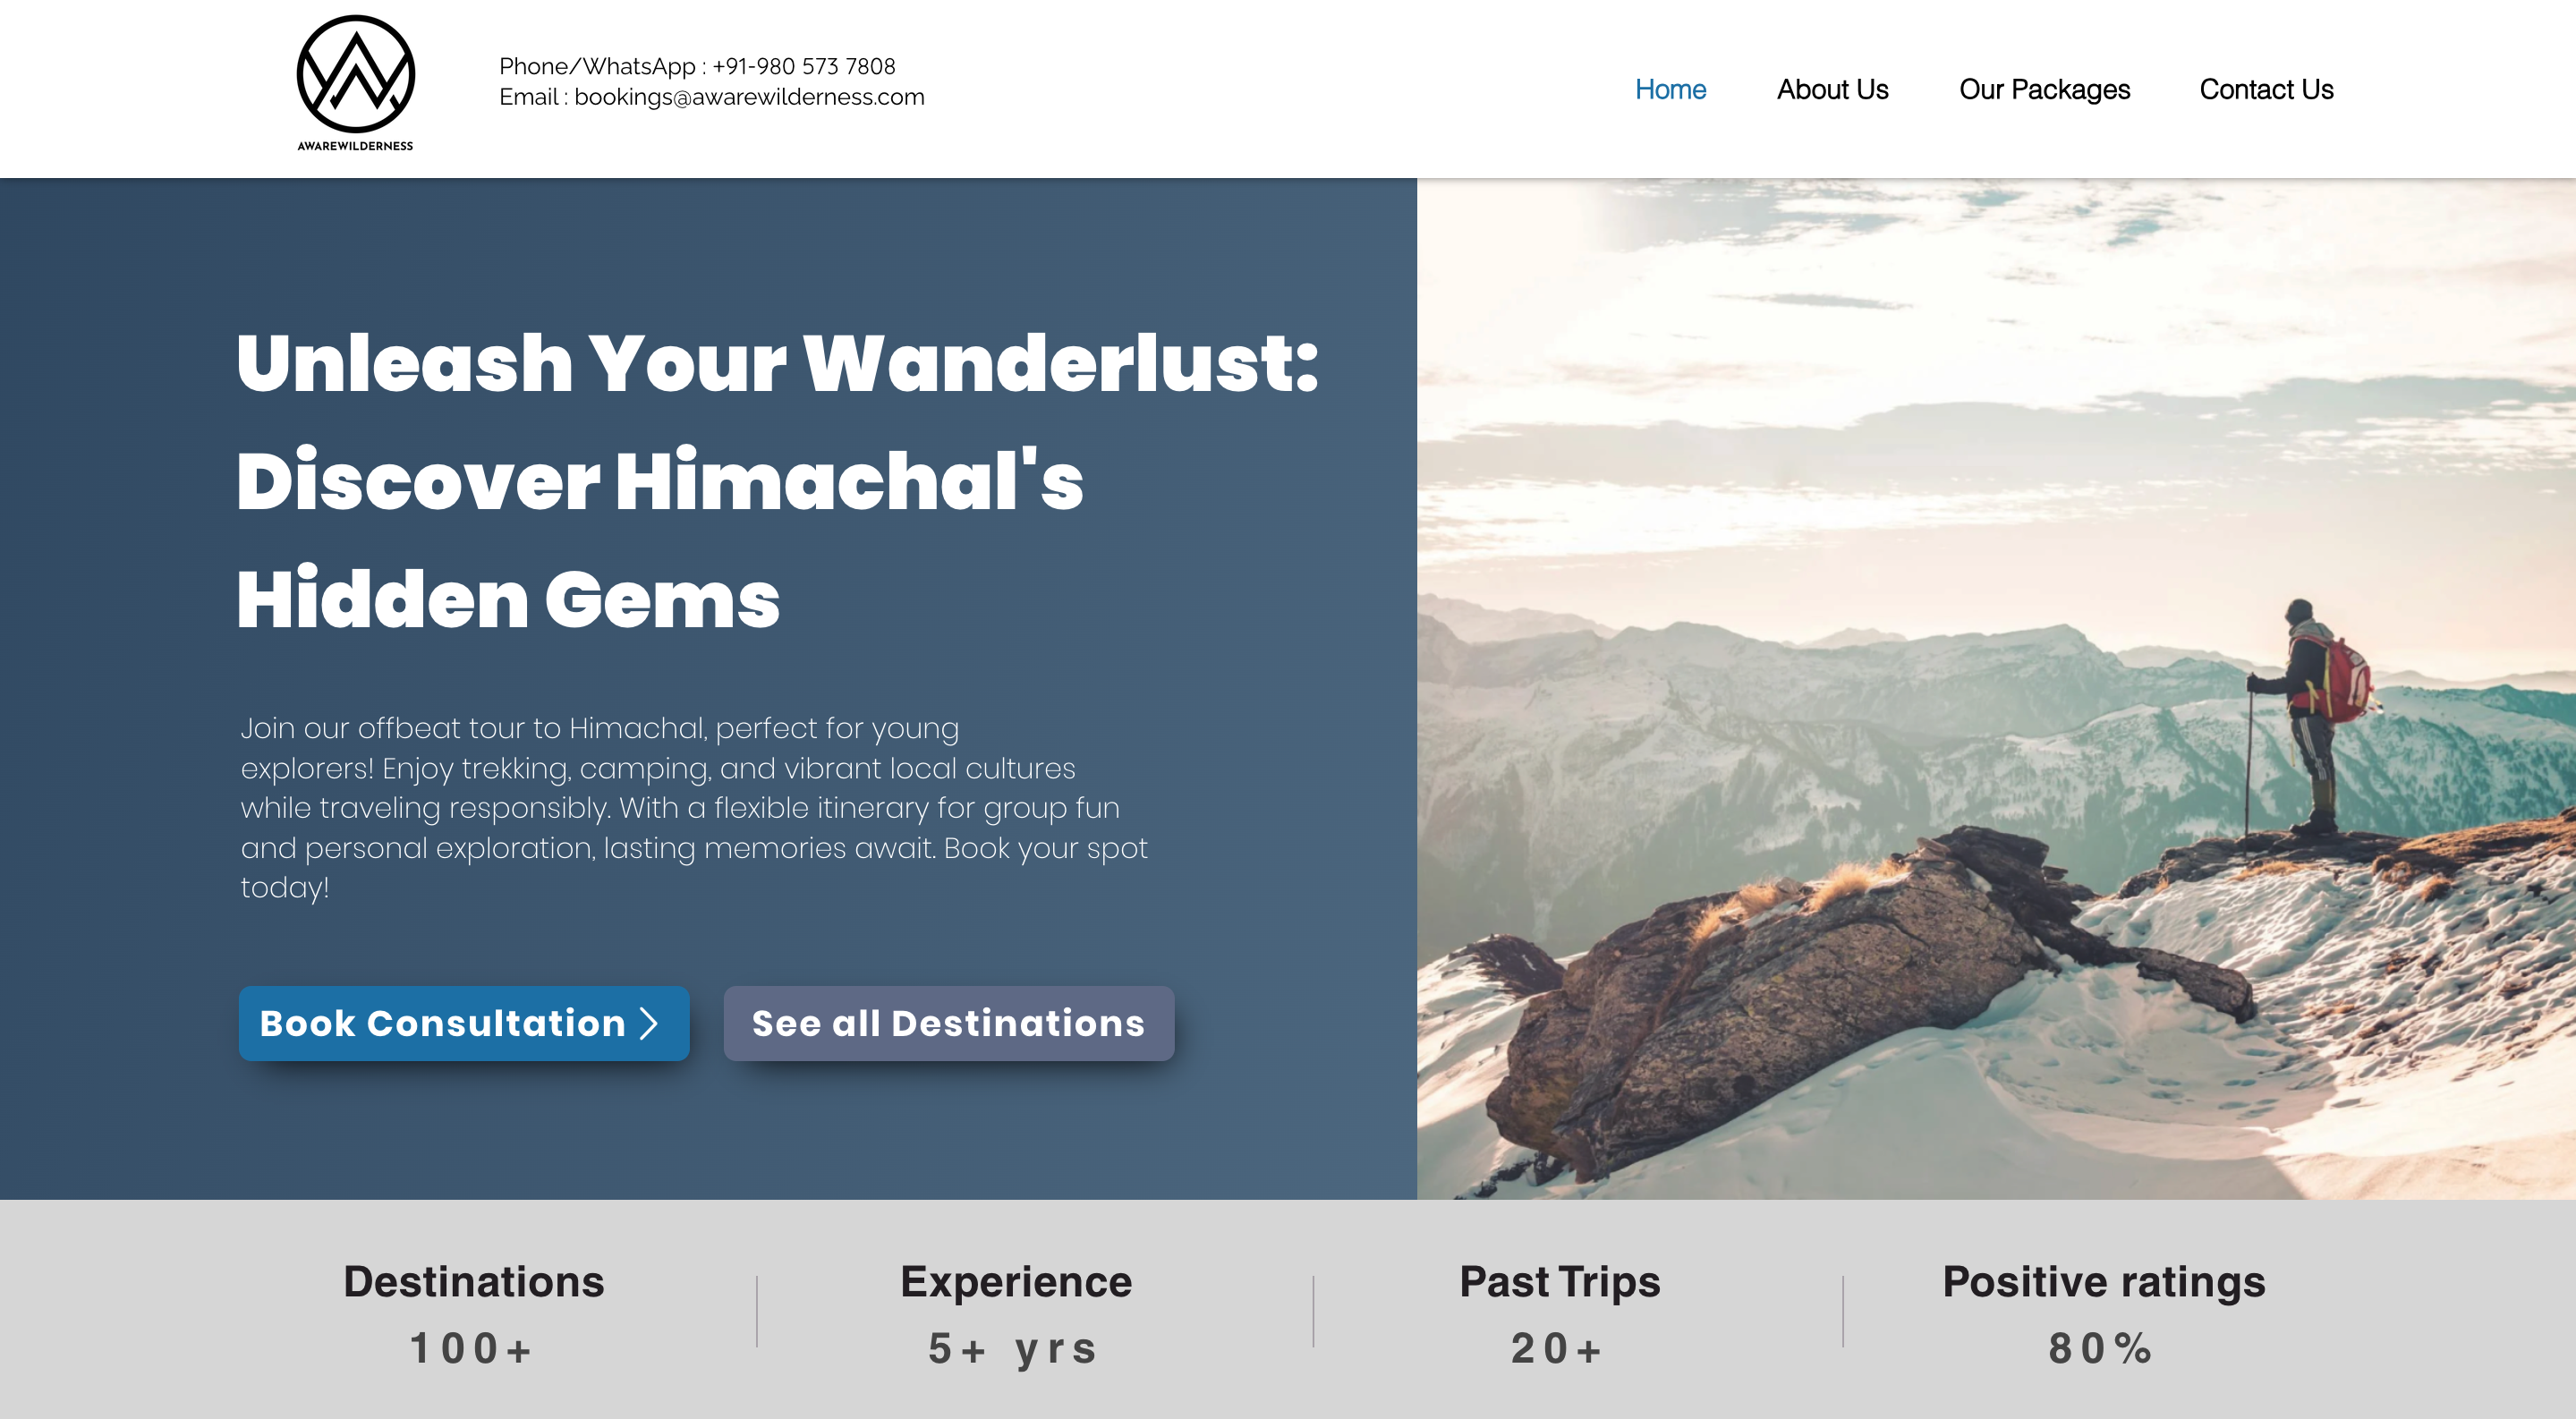 AWAREWILDERNESS
Phone/WhatsApp : +91-980 573 7808
Email : bookings@awarewilderness.com
Home
About Us
Our Packages
Contact Us
Unleash Your Wanderlust:
Discover Himachal's
Hidden Gems
Join our offbeat tour to Himachal, perfect for young
explorers! Enjoy trekking, camping, and vibrant local cultures
while traveling responsibly. With a flexible itinerary for group fun
and personal exploration, lasting memories await. Book your spot
today!
Book Consultation
See all Destinations
Destinations
100+
Experience
5+ yrs
Past Trips
20+
Positive ratings
80%